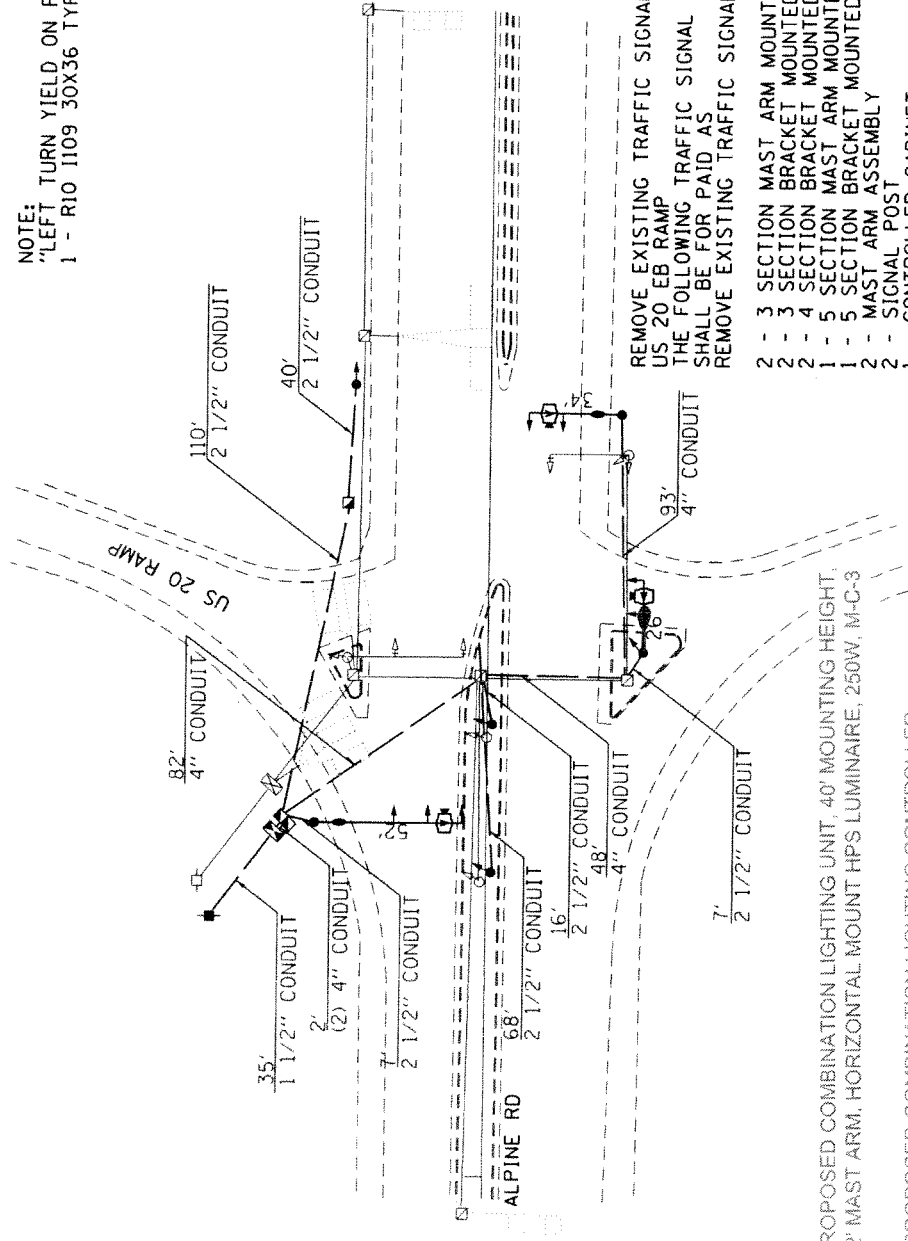 NOTE:
"LEFT TURN YIELD ON
1 - R10 1109 30X36
110'
2 1/2" CONDUIT
40'
2 1/2" CONDUIT
US 20 RAMP
82'
4" CONDUIT
REMOVE EXISTING TRAFFIC SIGNAL
US 20 EB RAMP
THE FOLLOWING TRAFFIC SIGNAL
SHALL BE FOR PAID AS
REMOVE EXISTING TRAFFIC SIGNAL
2 - 3 SECTION MAST ARM
2 - 3 SECTION BRACKET MOUNTED
2 - 4 SECTION BRACKET MOUNTED
1 - 5 SECTION MAST ARM
1 - 5 SECTION BRACKET MOUNTED
2 - MAST ARM ASSEMBLY
2 - SIGNAL POST
34'
93'
4" CONDUIT
52'
26'
35'
1 1/2" CONDUIT
2'
(2) 4" CONDUIT
7'
2 1/2" CONDUIT
68'
2 1/2" CONDUIT
16'
2 1/2" CONDUIT
48'
4" CONDUIT
7'
2 1/2" CONDUIT
ALPINE RD
COMBINATION LIGHTING UNIT, 40' MOUNTING HEIGHT,
MAST ARM, HORIZONTAL MOUNT HPS LUMINAIRE, 250W, M-C-3